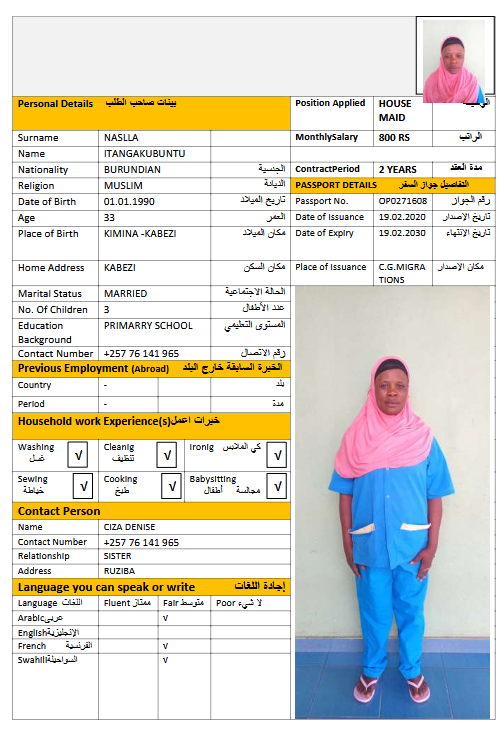 Personal Details بينات صاحب الطلب
Position Applied HOUSE MAID
Surname NASLLA
MonthlySalary 800 RS الراتب
Name ITANGAKUBUNTU
Nationality BURUNDIAN الجنسية
ContractPeriod 2 YEARS مدة العقد
Religion MUSLIM الديانة
PASSPORT DETAILS التفاصيل جواز السفر
Date of Birth 01.01.1990 تاريخ الميلاد
Passport No. OP0271608 رقم الجواز
Age 33 العمر
Date of Issuance 19.02.2020 تاريخ الإصدار
Place of Birth KIMINA -KABEZI مكان الميلاد
Date of Expiry 19.02.2030 تاريخ الإنتهاء
Home Address KABEZI مكان السكن
Place of Issuance C.G.MIGRA TIONS مكان الإصدار
Marital Status MARRIED الحالة الاجتماعية
No. Of Children 3 عدد الأطفال
Education Background PRIMARRY SCHOOL المستوى التعليمي
Contact Number +257 76 141 965 رقم الاتصال
Previous Employment (Abroad) الخبرة السابقة خارج البلد
Country - بلد
Period - مدة
Household work Experience(s) خبرات اعمل
Washing غسل √
Cleanig تنظيف √
Ironig كي الملابس √
Sewing خياطة √
Cooking طبخ √
Babysitting مجالسة أطفال √
Contact Person
Name CIZA DENISE
Contact Number +257 76 141 965
Relationship SISTER
Address RUZIBA
Language you can speak or write إجادة اللغات
Language اللغات Fluent ممتاز Fair متوسط Poor لا شيء
Arabic عربى √
English الإنجليزية
French الفرنسية √
Swahili السواحيلة √